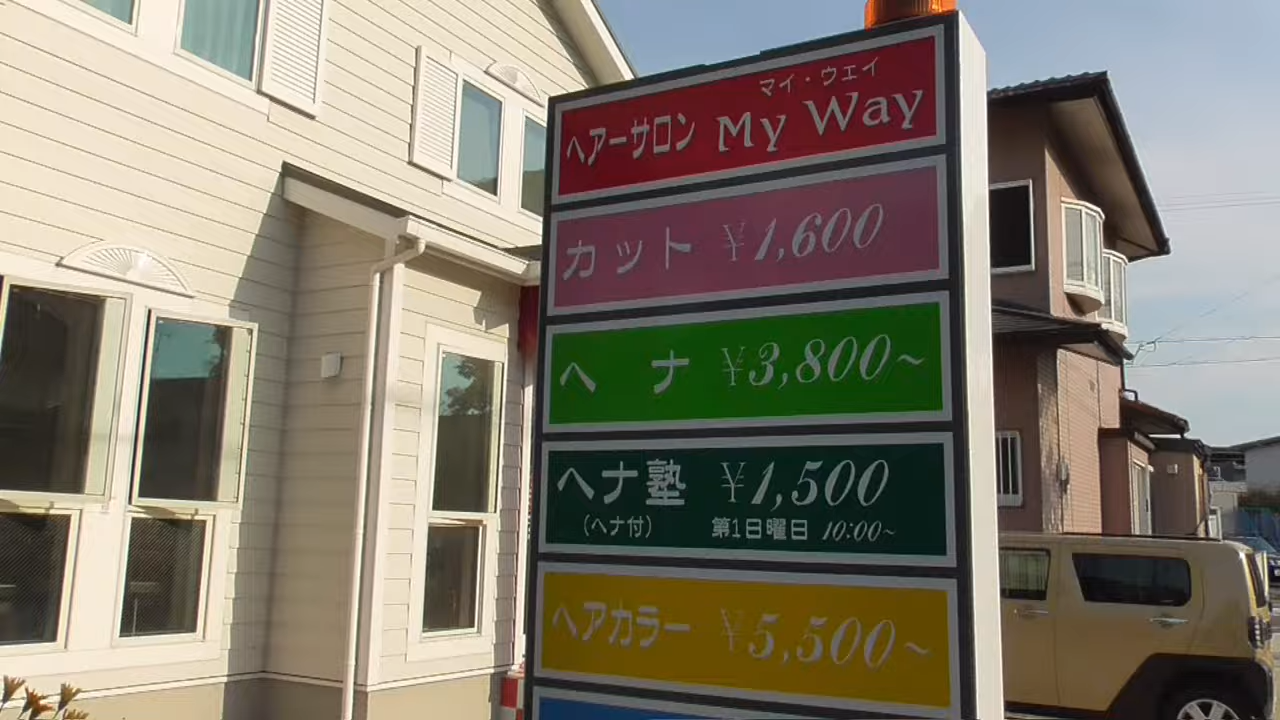 マイ・ウェイ
ヘアーサロン My Way
カット ¥1,600
ヘナ ¥3,800~
ヘナ塾 ¥1,500
(ヘナ付) 第1日曜日 10:00~
ヘアカラー ¥5,500~